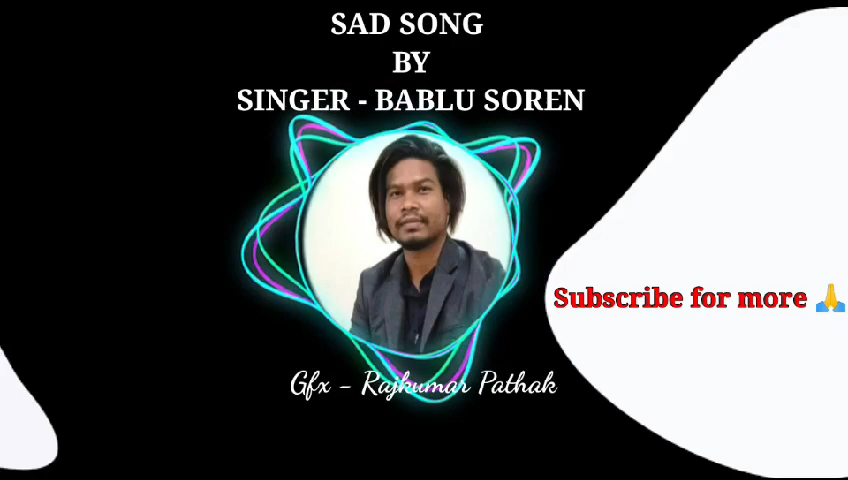 SAD SONG
BY
SINGER - BABLU SOREN
Subscribe for more 🙏
Gfx - Rajkumar Pathak